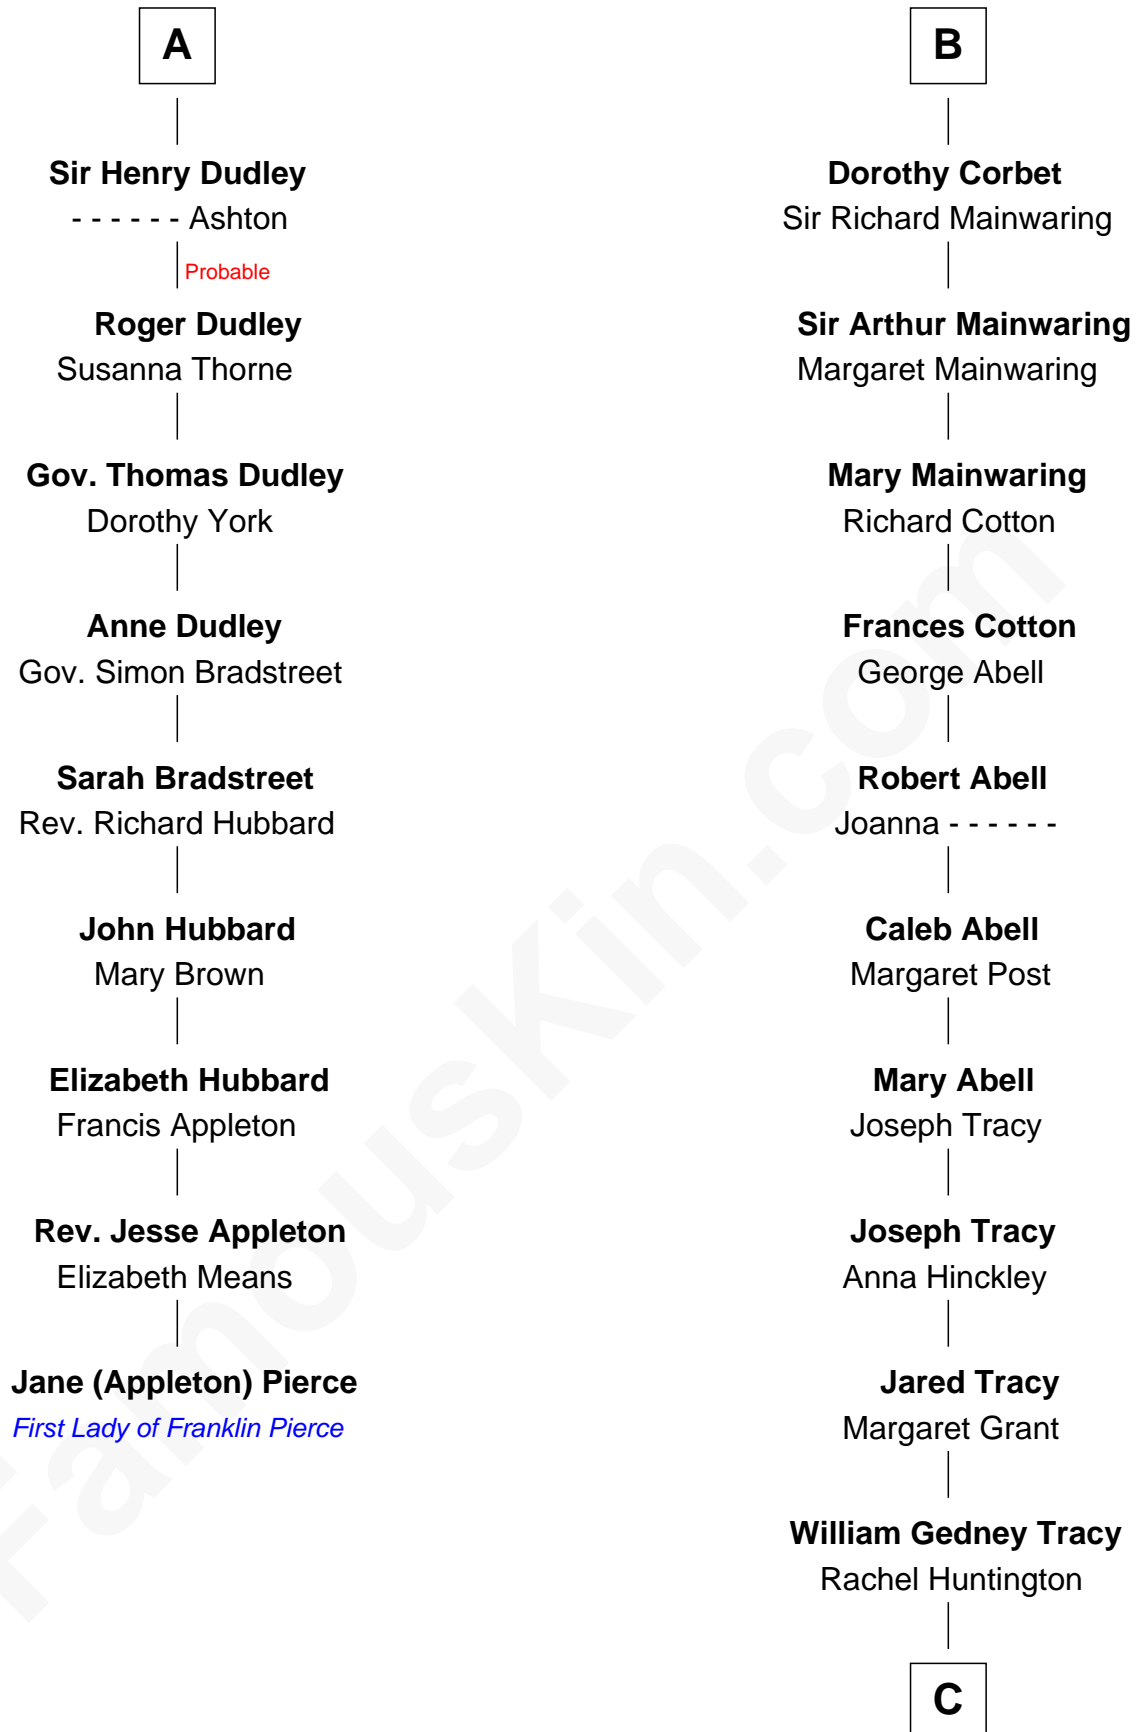 A
Sir Henry Dudley
- - - - - - Ashton
Probable
Roger Dudley
Susanna Thorne
Gov. Thomas Dudley
Dorothy York
Anne Dudley
Gov. Simon Bradstreet
Sarah Bradstreet
Rev. Richard Hubbard
John Hubbard
Mary Brown
Elizabeth Hubbard
Francis Appleton
Rev. Jesse Appleton
Elizabeth Means
Jane (Appleton) Pierce
First Lady of Franklin Pierce
B
Dorothy Corbet
Sir Richard Mainwaring
Sir Arthur Mainwaring
Margaret Mainwaring
Mary Mainwaring
Richard Cotton
Frances Cotton
George Abell
Robert Abell
Joanna - - - - - -
Caleb Abell
Margaret Post
Mary Abell
Joseph Tracy
Joseph Tracy
Anna Hinckley
Jared Tracy
Margaret Grant
William Gedney Tracy
Rachel Huntington
C
FamousKin.com